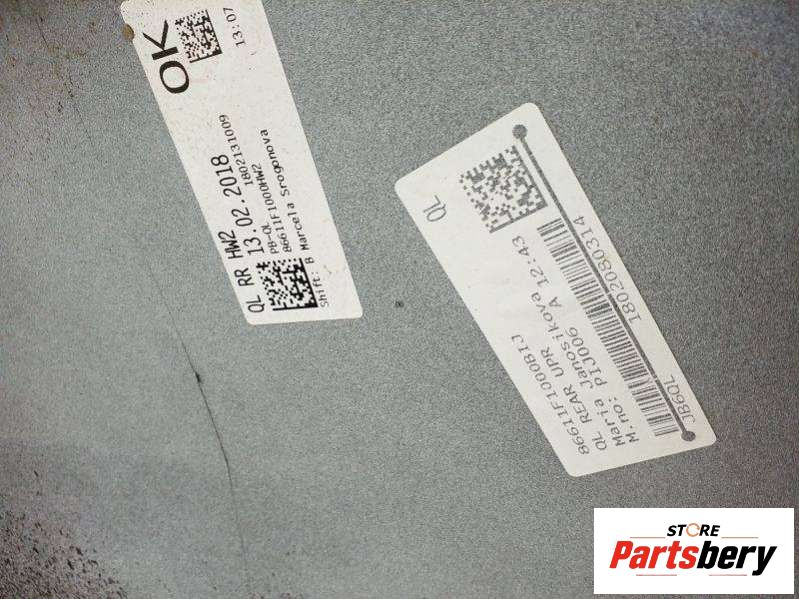 OK
13:07
QL RR HW2
13.02.2018
1802131009
PB-QL
86611F1000HW2
Shift: B Marcela Srogonova
QL
86611F1000BIJ
QL REAR UPR
Maria Janosikova 12:43
M.no: PIJ006 A
1802080314
JB6QL
STORE
Partsbery